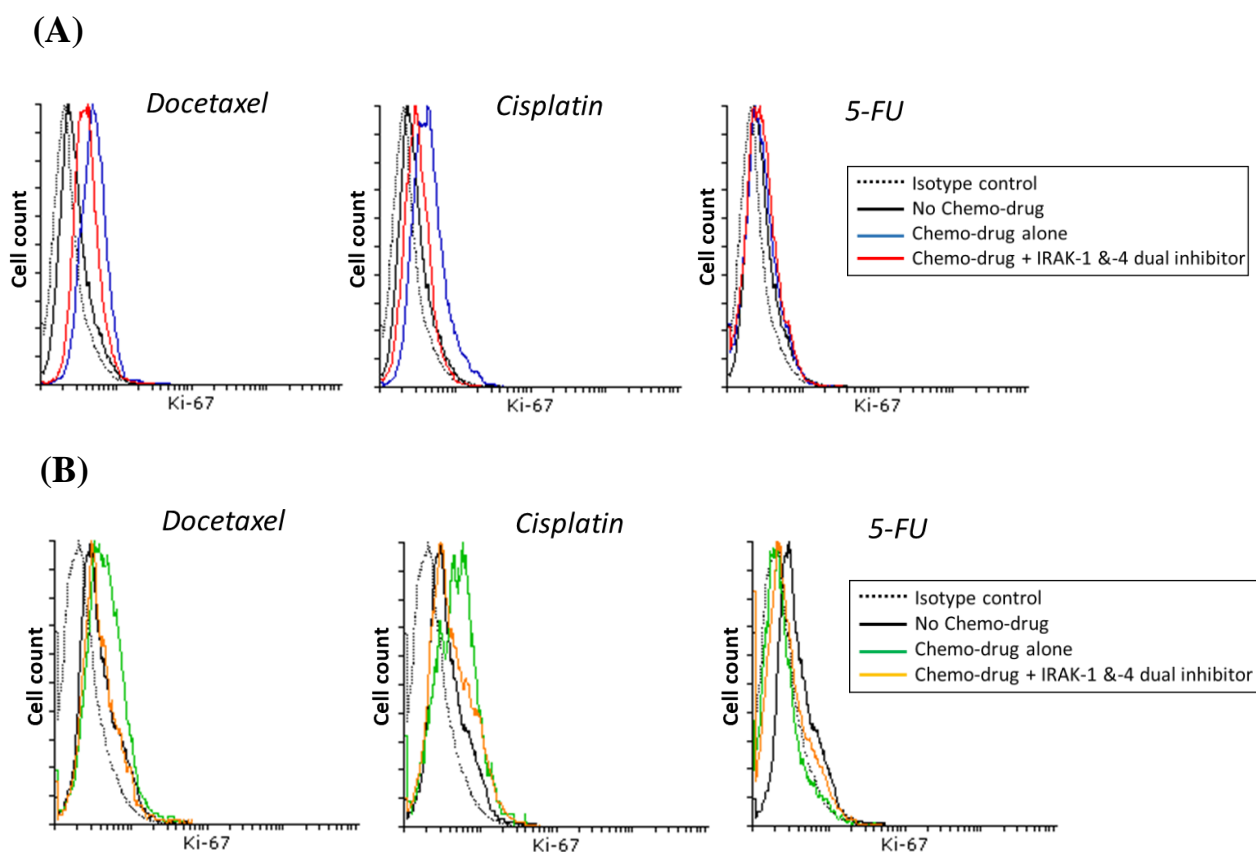 (A)
Docetaxel
Cisplatin
5-FU
Cell count
Cell count
Cell count
Ki-67
Ki-67
Ki-67
Isotype control
No Chemo-drug
Chemo-drug alone
Chemo-drug + IRAK-1 &-4 dual inhibitor
(B)
Docetaxel
Cisplatin
5-FU
Cell count
Cell count
Cell count
Ki-67
Ki-67
Ki-67
Isotype control
No Chemo-drug
Chemo-drug alone
Chemo-drug + IRAK-1 &-4 dual inhibitor